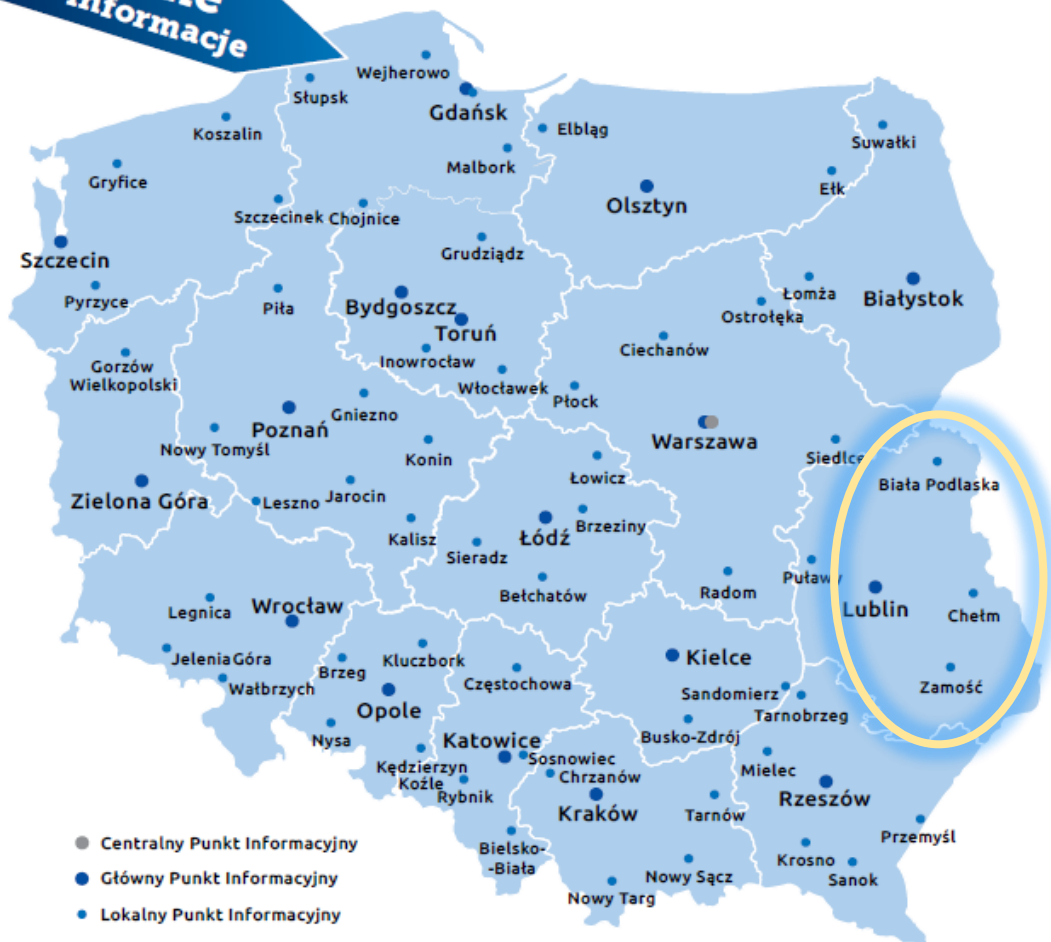 Informacje
Wejherowo
Słupsk
Gdańsk
Koszalin
Elbląg
Suwałki
Malbork
Gryfice
Ełk
Olsztyn
Szczecinek
Chojnice
Grudziądz
Szczecin
Łomża
Pyrzyce
Piła
Bydgoszcz
Białystok
Ostrołęka
Toruń
Ciechanów
Inowrocław
Gorzów
Wielkopolski
Włocławek
Płock
Gniezno
Poznań
Warszawa
Nowy Tomyśl
Konin
Siedlce
Łowicz
Biała Podlaska
Zielona Góra
Leszno
Jarocin
Brzeziny
Kalisz
Łódź
Sieradz
Puławy
Radom
Bełchatów
Legnica
Wrocław
Lublin
Chełm
Jelenia Góra
Kluczbork
Kielce
Brzeg
Częstochowa
Wałbrzych
Zamość
Sandomierz
Opole
Tarnobrzeg
Nysa
Busko-Zdrój
Katowice
Sosnowiec
Kędzierzyn
Koźle
Chrzanów
Mielec
Rybnik
Rzeszów
Kraków
Tarnów
Przemyśl
Centralny Punkt Informacyjny
Bielsko-
-Biała
Krosno
Główny Punkt Informacyjny
Nowy Sącz
Sanok
Nowy Targ
Lokalny Punkt Informacyjny